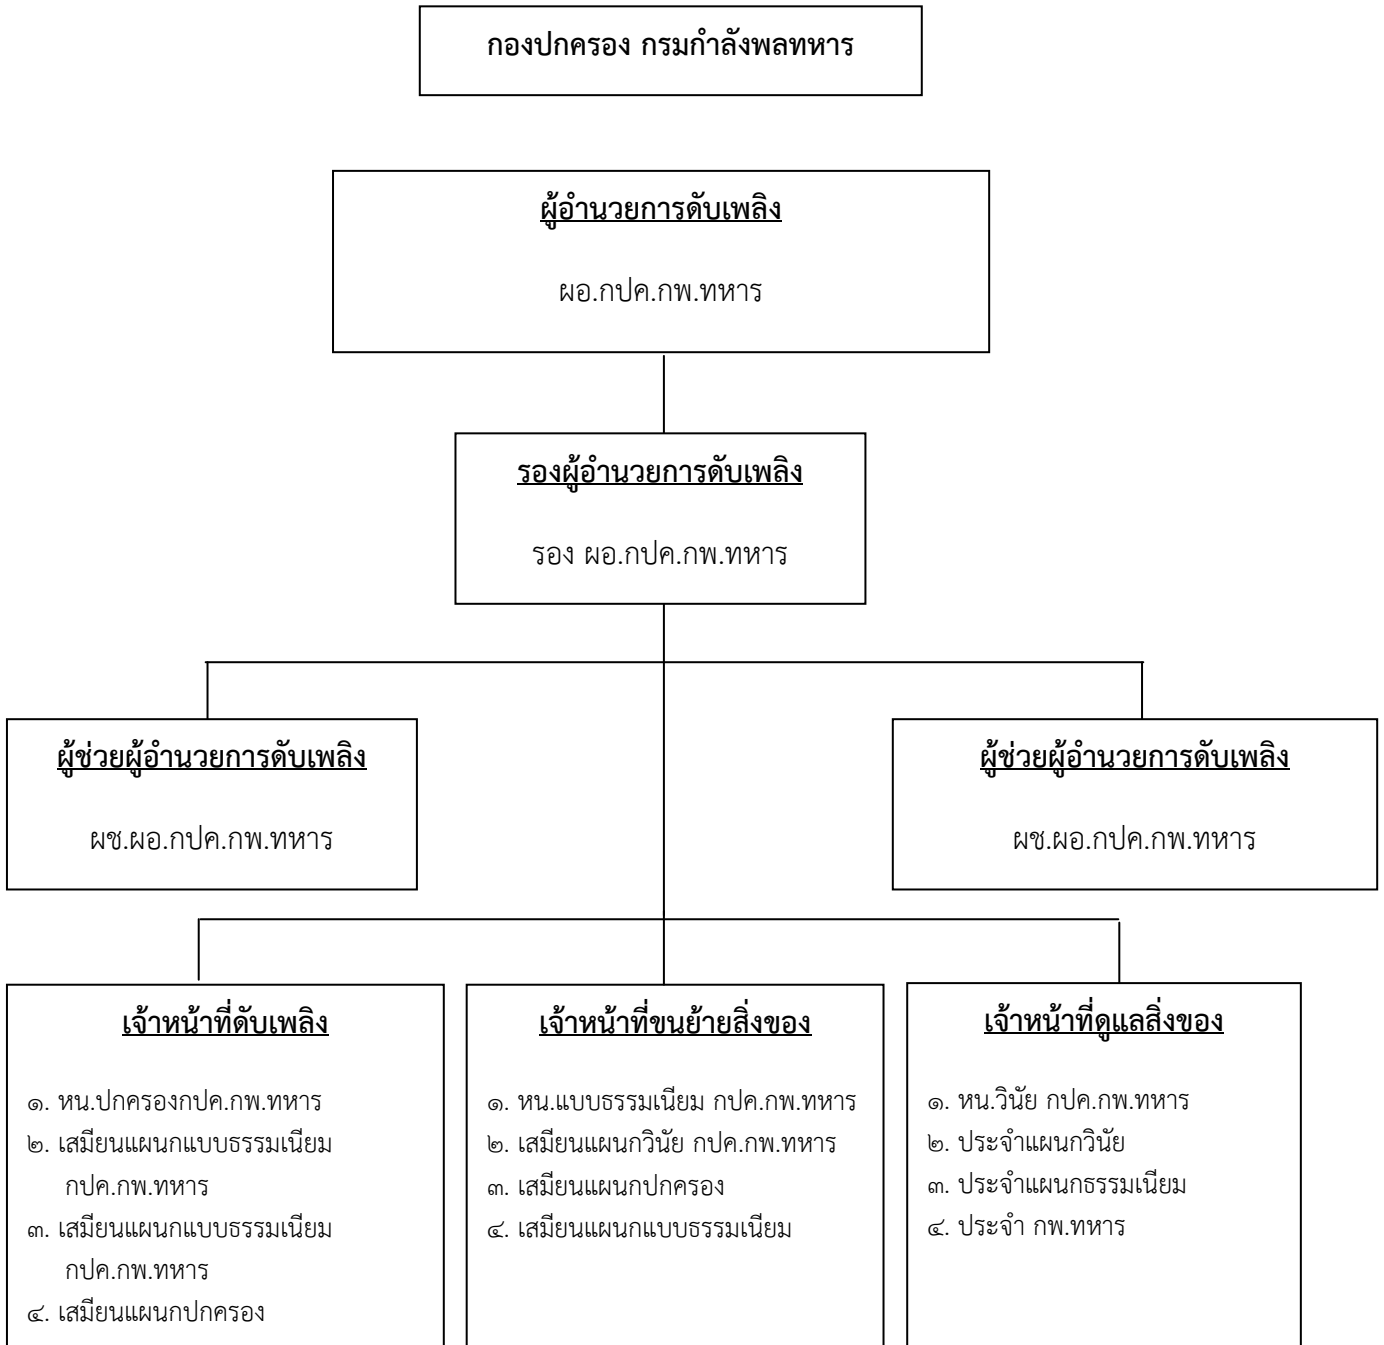 กองปกครอง กรมกำลังพลทหาร
ผู้อำนวยการดับเพลิง
ผอ.กปค.กพ.ทหาร
รองผู้อำนวยการดับเพลิง
รอง ผอ.กปค.กพ.ทหาร
ผู้ช่วยผู้อำนวยการดับเพลิง
ผช.ผอ.กปค.กพ.ทหาร
ผู้ช่วยผู้อำนวยการดับเพลิง
ผช.ผอ.กปค.กพ.ทหาร
เจ้าหน้าที่ดับเพลิง
๑. หน.ปกครองกปค.กพ.ทหาร
๒. เสมียนแผนกแบบธรรมเนียม
กปค.กพ.ทหาร
๓. เสมียนแผนกแบบธรรมเนียม
กปค.กพ.ทหาร
๔. เสมียนแผนกปกครอง
เจ้าหน้าที่ขนย้ายสิ่งของ
๑. หน.แบบธรรมเนียม กปค.กพ.ทหาร
๒. เสมียนแผนกวินัย กปค.กพ.ทหาร
๓. เสมียนแผนกปกครอง
๔. เสมียนแผนกแบบธรรมเนียม
เจ้าหน้าที่ดูแลสิ่งของ
๑. หน.วินัย กปค.กพ.ทหาร
๒. ประจำแผนกวินัย
๓. ประจำแผนกธรรมเนียม
๔. ประจำ กพ.ทหาร